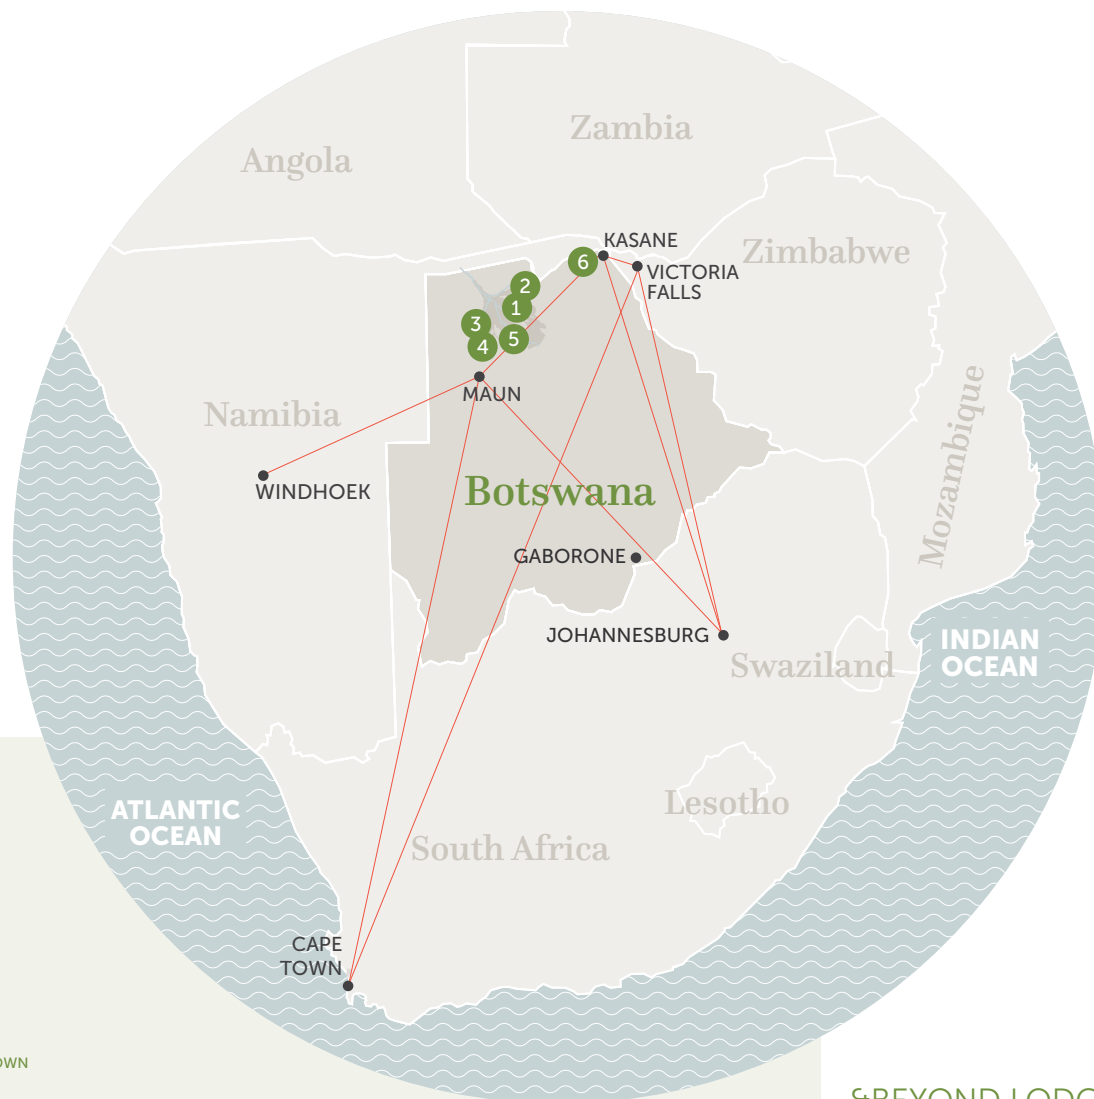 Zambia
Angola
KASANE
Zimbabwe
6
VICTORIA
FALLS
2
1
3
5
4
MAUN
Mozambique
Namibia
WINDHOEK
Botswana
GABORONE
JOHANNESBURG
INDIAN
OCEAN
Swaziland
ATLANTIC
OCEAN
Lesotho
South Africa
CAPE
TOWN
OWN